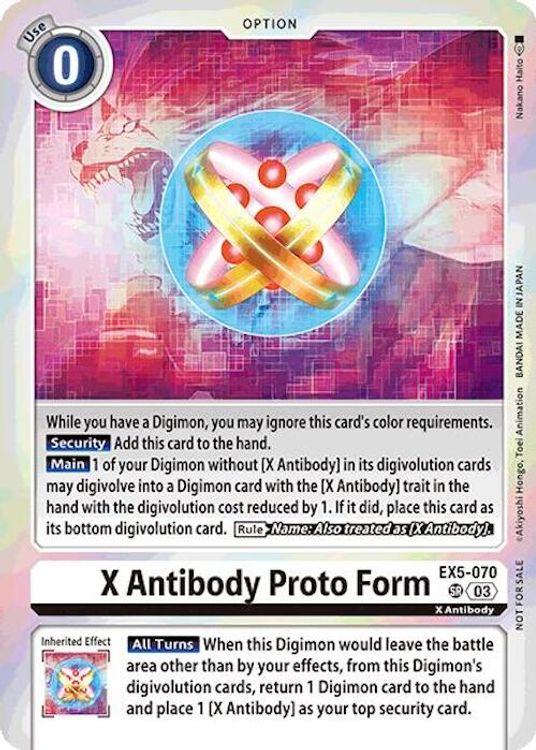 OPTION
Use
0
Nakano Haito
While you have a Digimon, you may ignore this card's color requirements.
Security Add this card to the hand.
Main 1 of your Digimon without [X Antibody] in its digivolution cards
may digivolve into a Digimon card with the [X Antibody] trait in the
hand with the digivolution cost reduced by 1. If it did, place this card as
its bottom digivolution card. Rule Name: Also treated as [X Antibody].
©Akiyoshi Hongo, Toei Animation BANDAI MADE IN JAPAN
NOT FOR SALE
X Antibody Proto Form
EX5-070
SR 03
X Antibody
Inherited Effect
All Turns When this Digimon would leave the battle
area other than by your effects, from this Digimon's
digivolution cards, return 1 Digimon card to the hand
and place 1 [X Antibody] as your top security card.